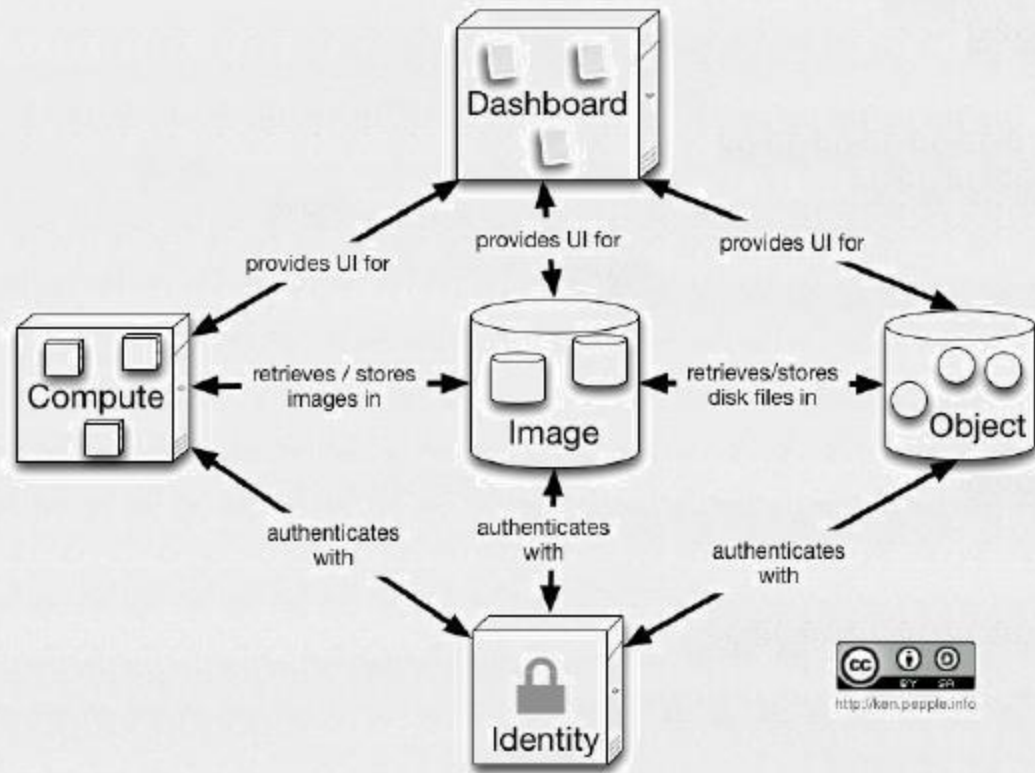 Dashboard
provides UI for
provides UI for
provides UI for
Compute
retrieves / stores
images in
Image
retrieves/stores
disk files in
Object
authenticates
with
authenticates
with
authenticates
with
Identity
cc
BY SA
http://ken.pepple.info